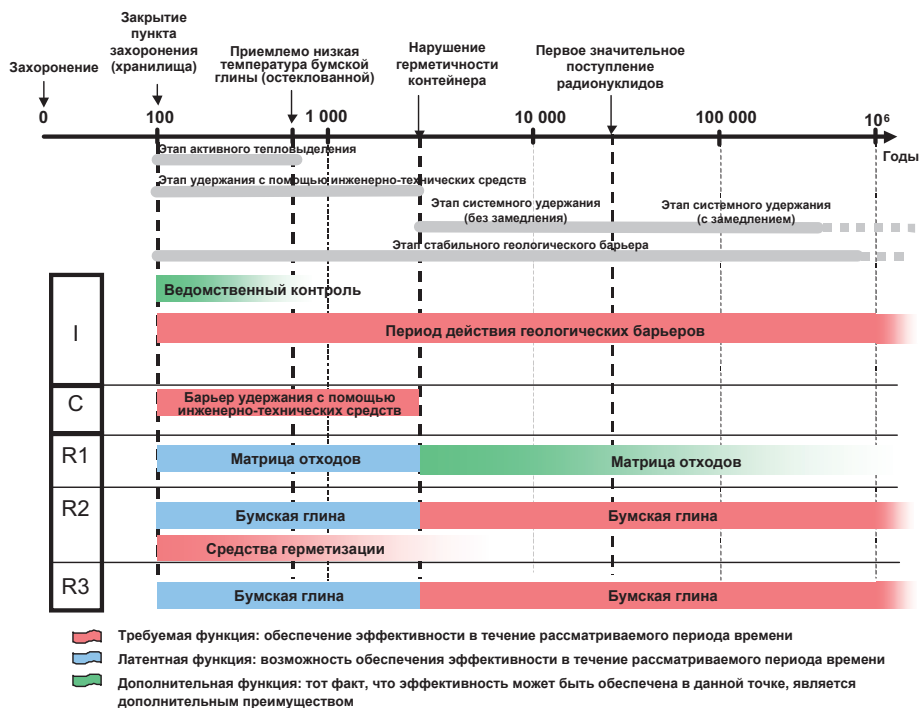 Захоронение
Закрытие
пункта
захоронения
(хранилища)
Приемлемо низкая
температура бумской
глины (остеклованной)
Нарушение
герметичности
контейнера
Первое значительное
поступление
радионуклидов
0
100
1 000
10 000
100 000
10⁶
Годы
Этап активного тепловыделения
Этап удержания с помощью инженерно-технических средств
Этап системного удержания
(без замедления)
Этап системного удержания
(с замедлением)
Этап стабильного геологического барьера
I
Ведомственный контроль
Период действия геологических барьеров
C
Барьер удержания с помощью
инженерно-технических средств
R1
Матрица отходов
Матрица отходов
R2
Бумская глина
Бумская глина
Средства герметизации
R3
Бумская глина
Бумская глина
Требуемая функция: обеспечение эффективности в течение рассматриваемого периода времени
Латентная функция: возможность обеспечения эффективности в течение рассматриваемого периода времени
Дополнительная функция: тот факт, что эффективность может быть обеспечена в данной точке, является
дополнительным преимуществом